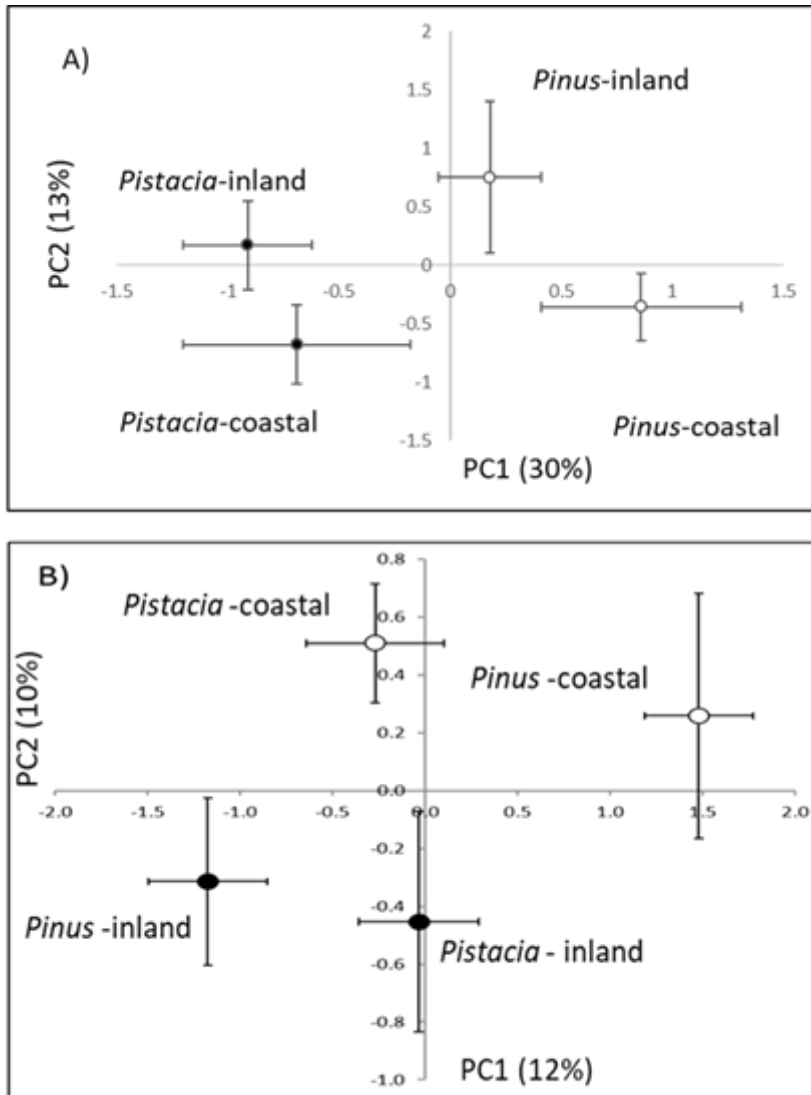 A)
2
Pinus-inland
1.5
1
Pistacia-inland
0.5
PC2 (13%)
0
-1.5 -1 -0.5 0 0.5 1 1.5
-0.5
-1
Pistacia-coastal
Pinus-coastal
-1.5
PC1 (30%)
B)
0.8
Pistacia -coastal
0.6
Pinus -coastal
PC2 (10%)
0.4
0.2
0.0
-2.0 -1.5 -1.0 -0.5 0.0 0.5 1.0 1.5 2.0
-0.2
Pinus -inland
-0.4
Pistacia - inland
-0.6
-0.8
PC1 (12%)
-1.0